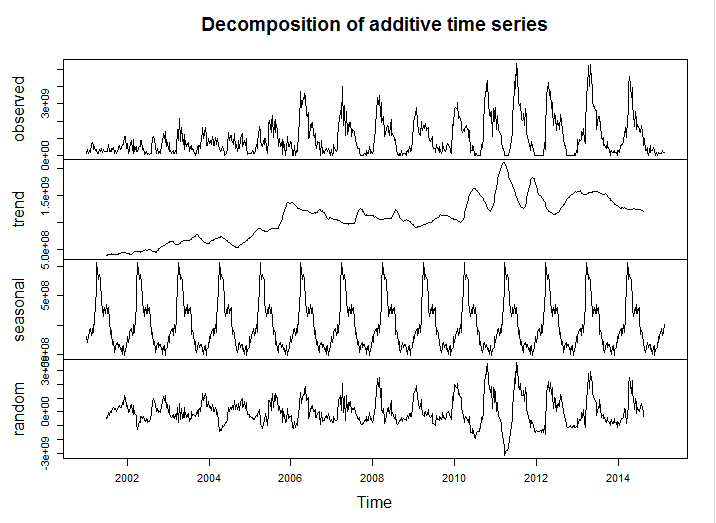 Decomposition of additive time series
observed
0e+00
3e+09
trend
5.0e+08
1.5e+09
seasonal
5e+08
random
-3e+09
0e+00
3e+09
2002 2004 2006 2008 2010 2012 2014
Time